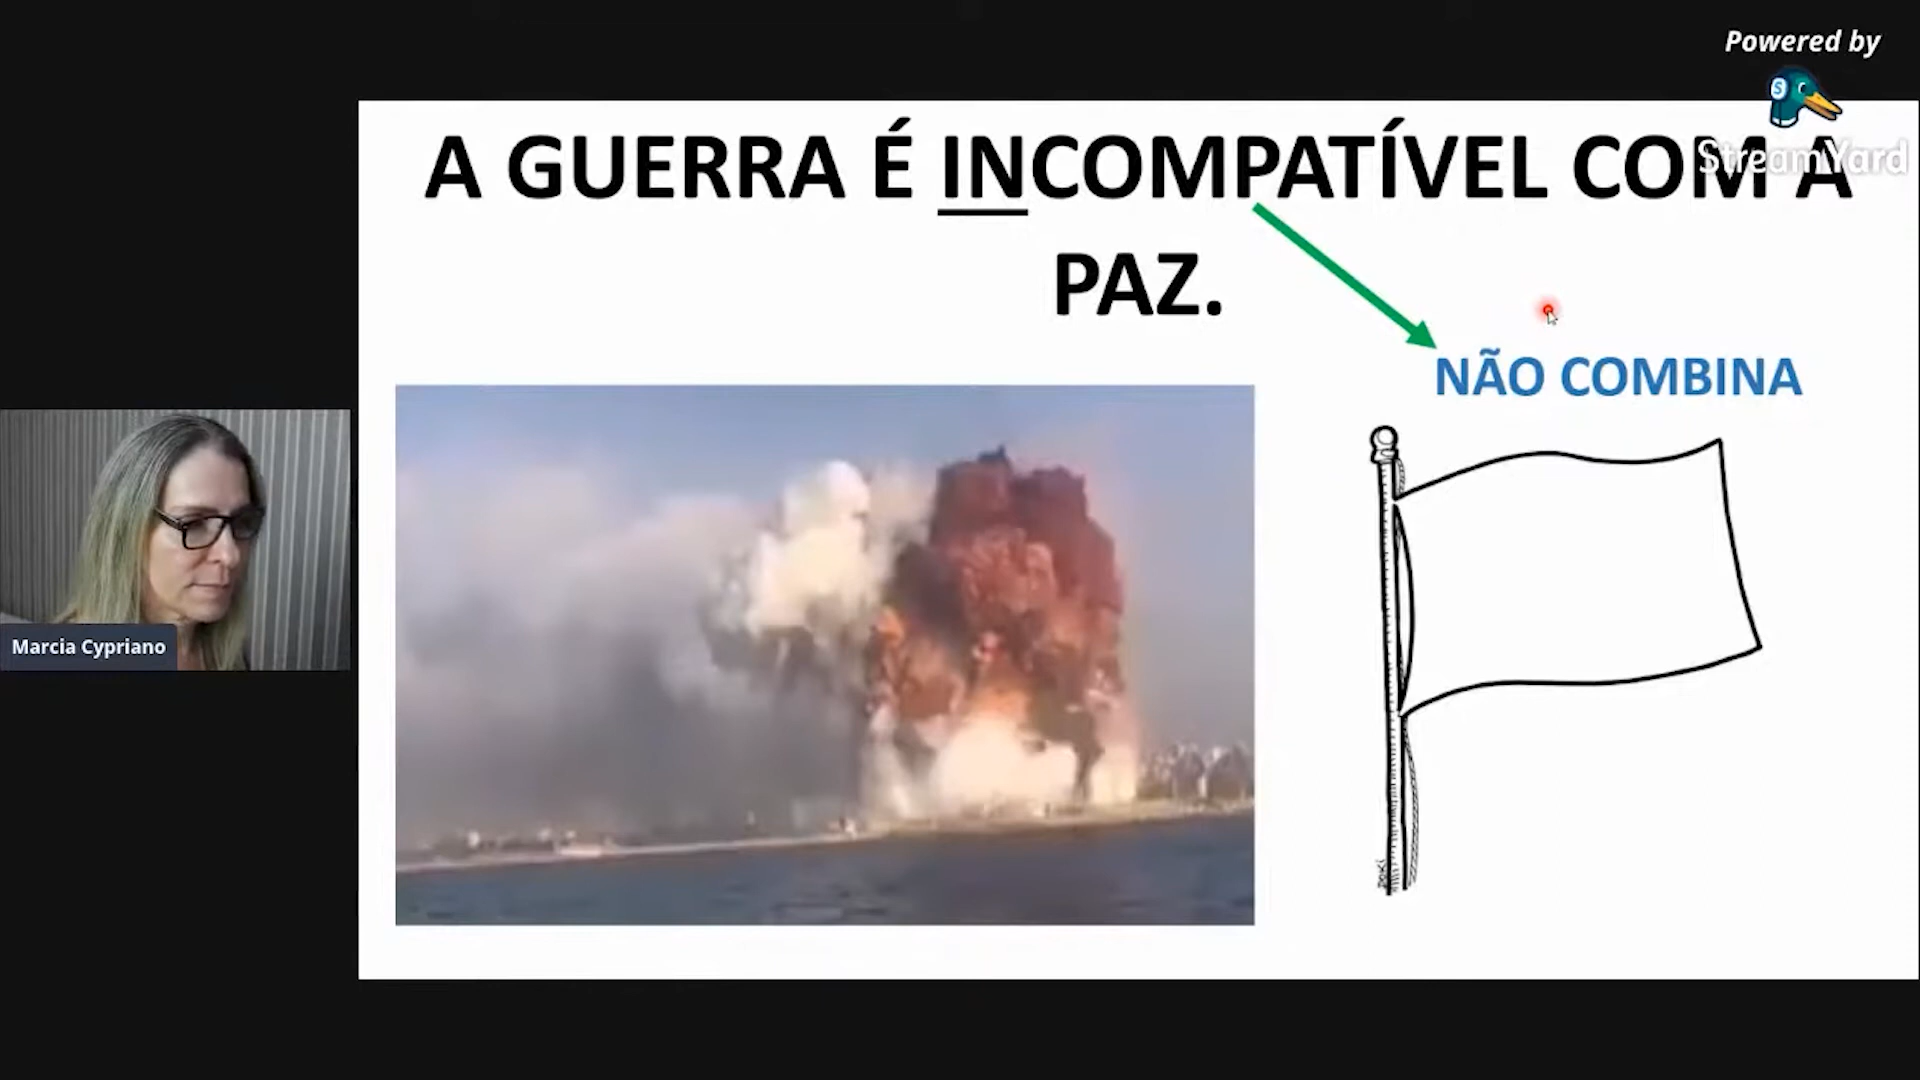 Powered by
StreamYard
A GUERRA É INCOMPATÍVEL COM A
PAZ.
NÃO COMBINA
Marcia Cypriano